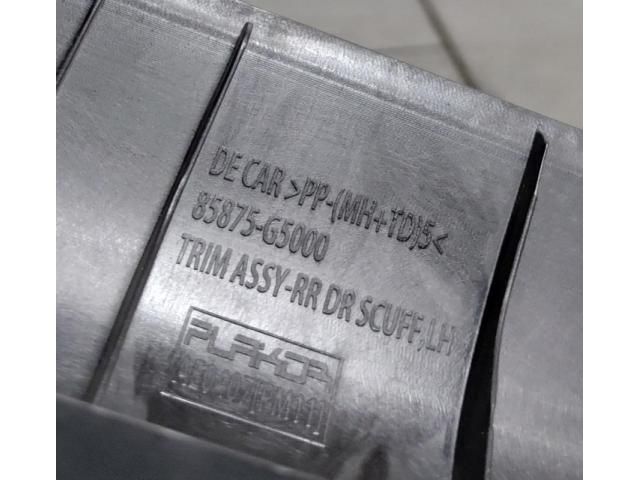 DE CAR >PP-(MH+TD)5<
85875-G5000
TRIM ASSY-RR DR SCUFF,LH
PLAKOR